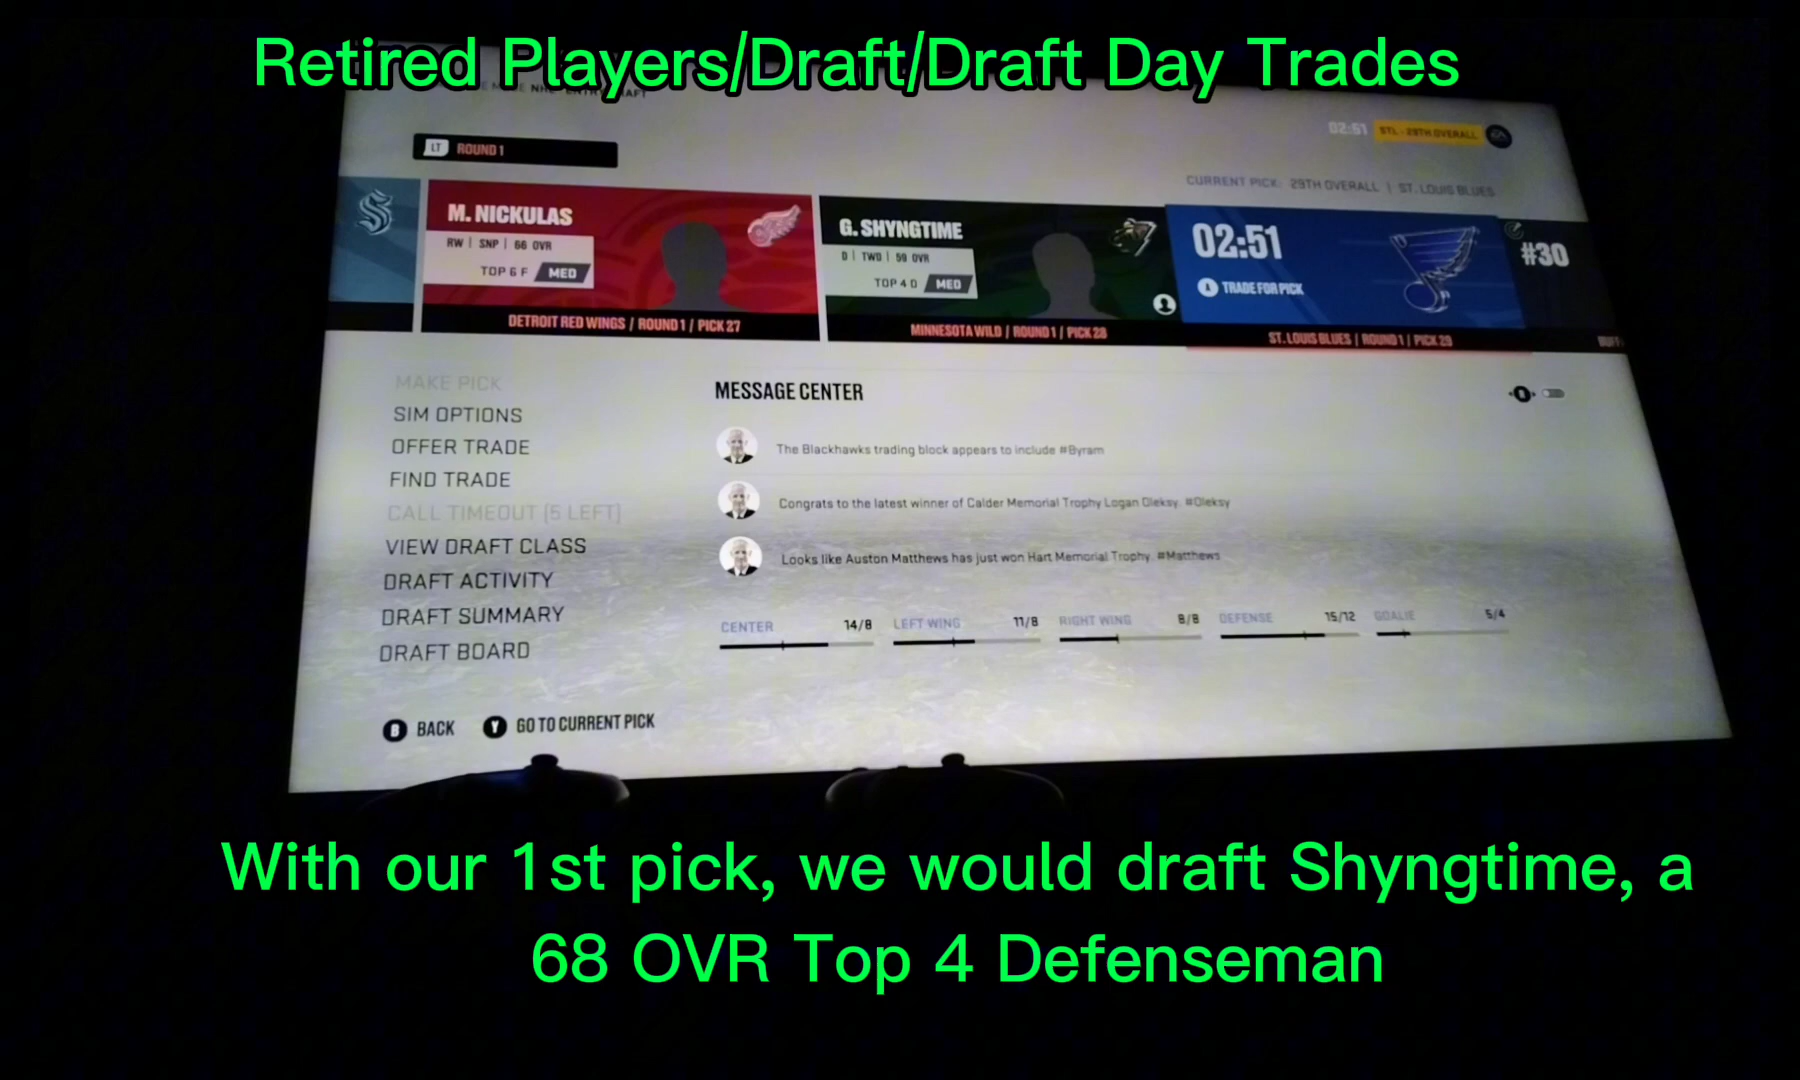 Retired Players/Draft/Draft Day Trades
02:51 STL - 29TH OVERALL
LT ROUND 1
CURRENT PICK: 29TH OVERALL | ST. LOUIS BLUES
M. NICKULAS
RW | SNP | 66 OVR
TOP 6 F MED
DETROIT RED WINGS / ROUND 1 / PICK 27
G. SHYNGTIME
D | TWD | 59 OVR
TOP 4 D MED
MINNESOTA WILD / ROUND 1 / PICK 28
02:51
A TRADE FOR PICK
ST. LOUIS BLUES / ROUND 1 / PICK 29
#30
MAKE PICK
SIM OPTIONS
OFFER TRADE
FIND TRADE
CALL TIMEOUT (5 LEFT)
VIEW DRAFT CLASS
DRAFT ACTIVITY
DRAFT SUMMARY
DRAFT BOARD
MESSAGE CENTER
R
The Blackhawks trading block appears to include #Byram
Congrats to the latest winner of Calder Memorial Trophy Logan Oleksy. #Oleksy
Looks like Auston Matthews has just won Hart Memorial Trophy. #Matthews
CENTER 14/8 LEFT WING 11/8 RIGHT WING 8/8 DEFENSE 15/12 GOALIE 5/4
B BACK Y GO TO CURRENT PICK
With our 1st pick, we would draft Shyngtime, a
68 OVR Top 4 Defenseman